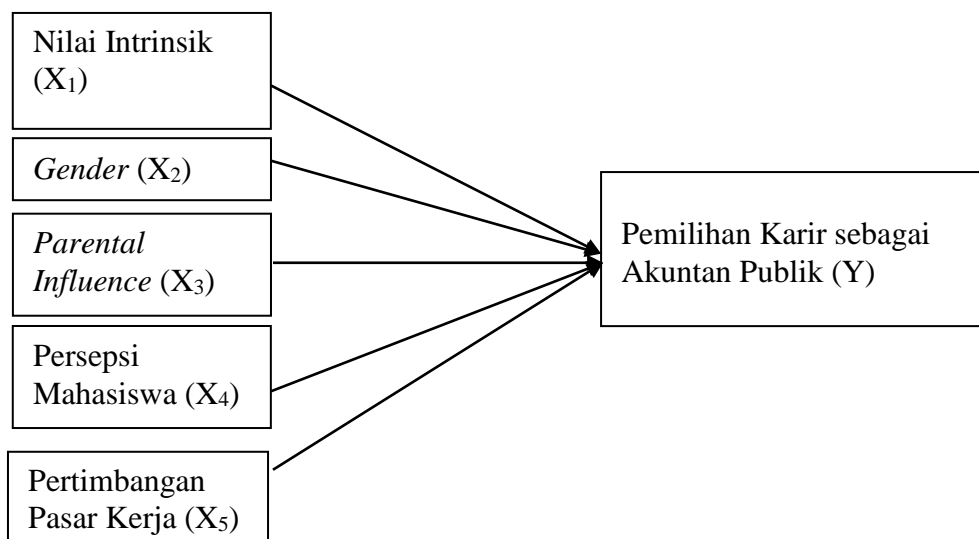 Nilai Intrinsik
(X₁)
Gender (X₂)
Parental
Influence (X₃)
Persepsi
Mahasiswa (X₄)
Pertimbangan
Pasar Kerja (X₅)
Pemilihan Karir sebagai
Akuntan Publik (Y)